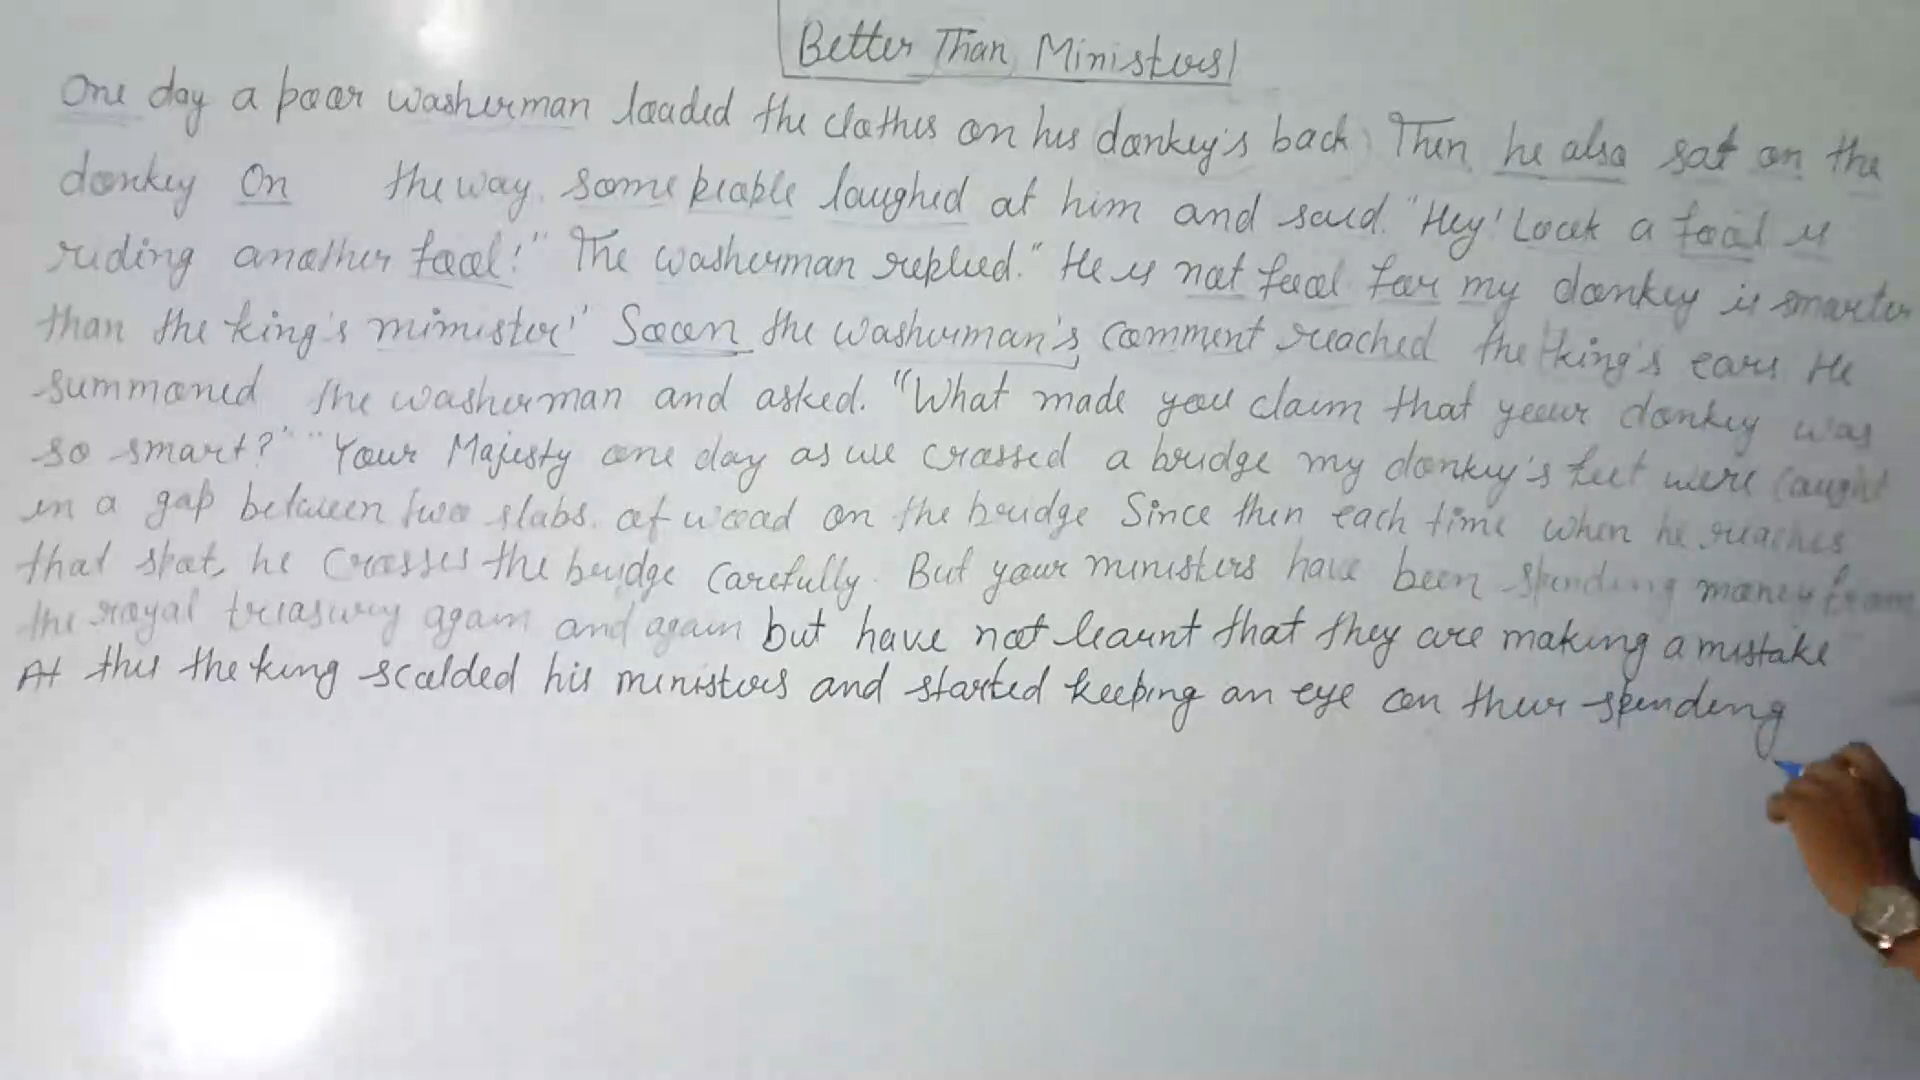 Better Than Ministers
One day a poor washerman loaded the clothes on his donkey's back Then he also sat on the
donkey On the way. some people laughed at him and said. "Hey! Look a fool is
riding another fool!" The washerman replied." He is not fool for my donkey is smarter
than the king's mimister!" Soon the washerman's comment reached the king's ears He
summoned the washerman and asked. "What made you claim that your donkey was
so smart?" "Your Majesty one day as we crossed a bridge my donkey's feet were caught
in a gap between two slabs. of wood on the bridge Since then each time when he reaches
that spot, he crosses the bridge carefully. But your ministers have been spending money from
the royal treasury again and again but have not learnt that they are making a mistake
At this the king scolded his ministers and started keeping an eye on their spending